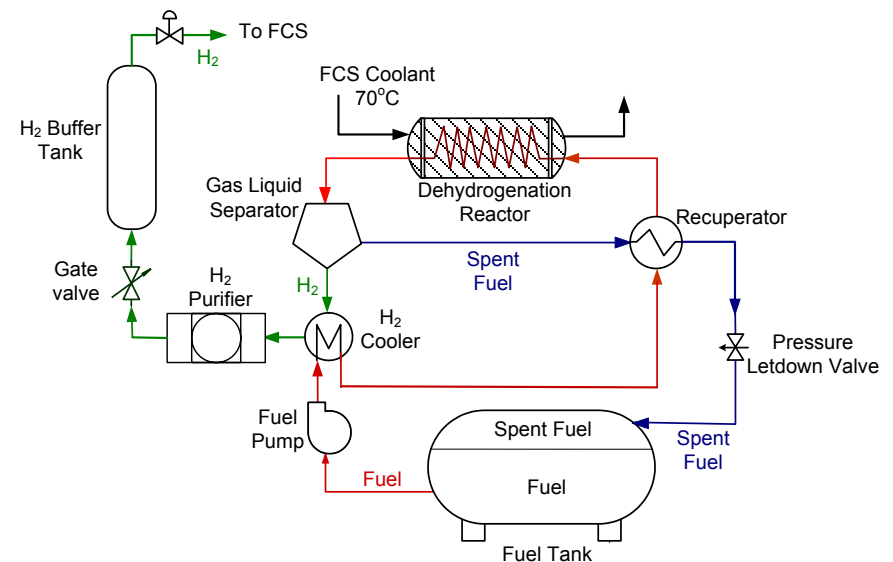 To FCS
H₂
FCS Coolant
70°C
H₂ Buffer
Tank
Gas Liquid
Separator
Dehydrogenation
Reactor
Recuperator
Spent
Fuel
Gate
valve
H₂
Purifier
H₂
H₂
Cooler
Pressure
Letdown Valve
Fuel
Pump
Spent Fuel
Spent
Fuel
Fuel
Fuel
Fuel Tank